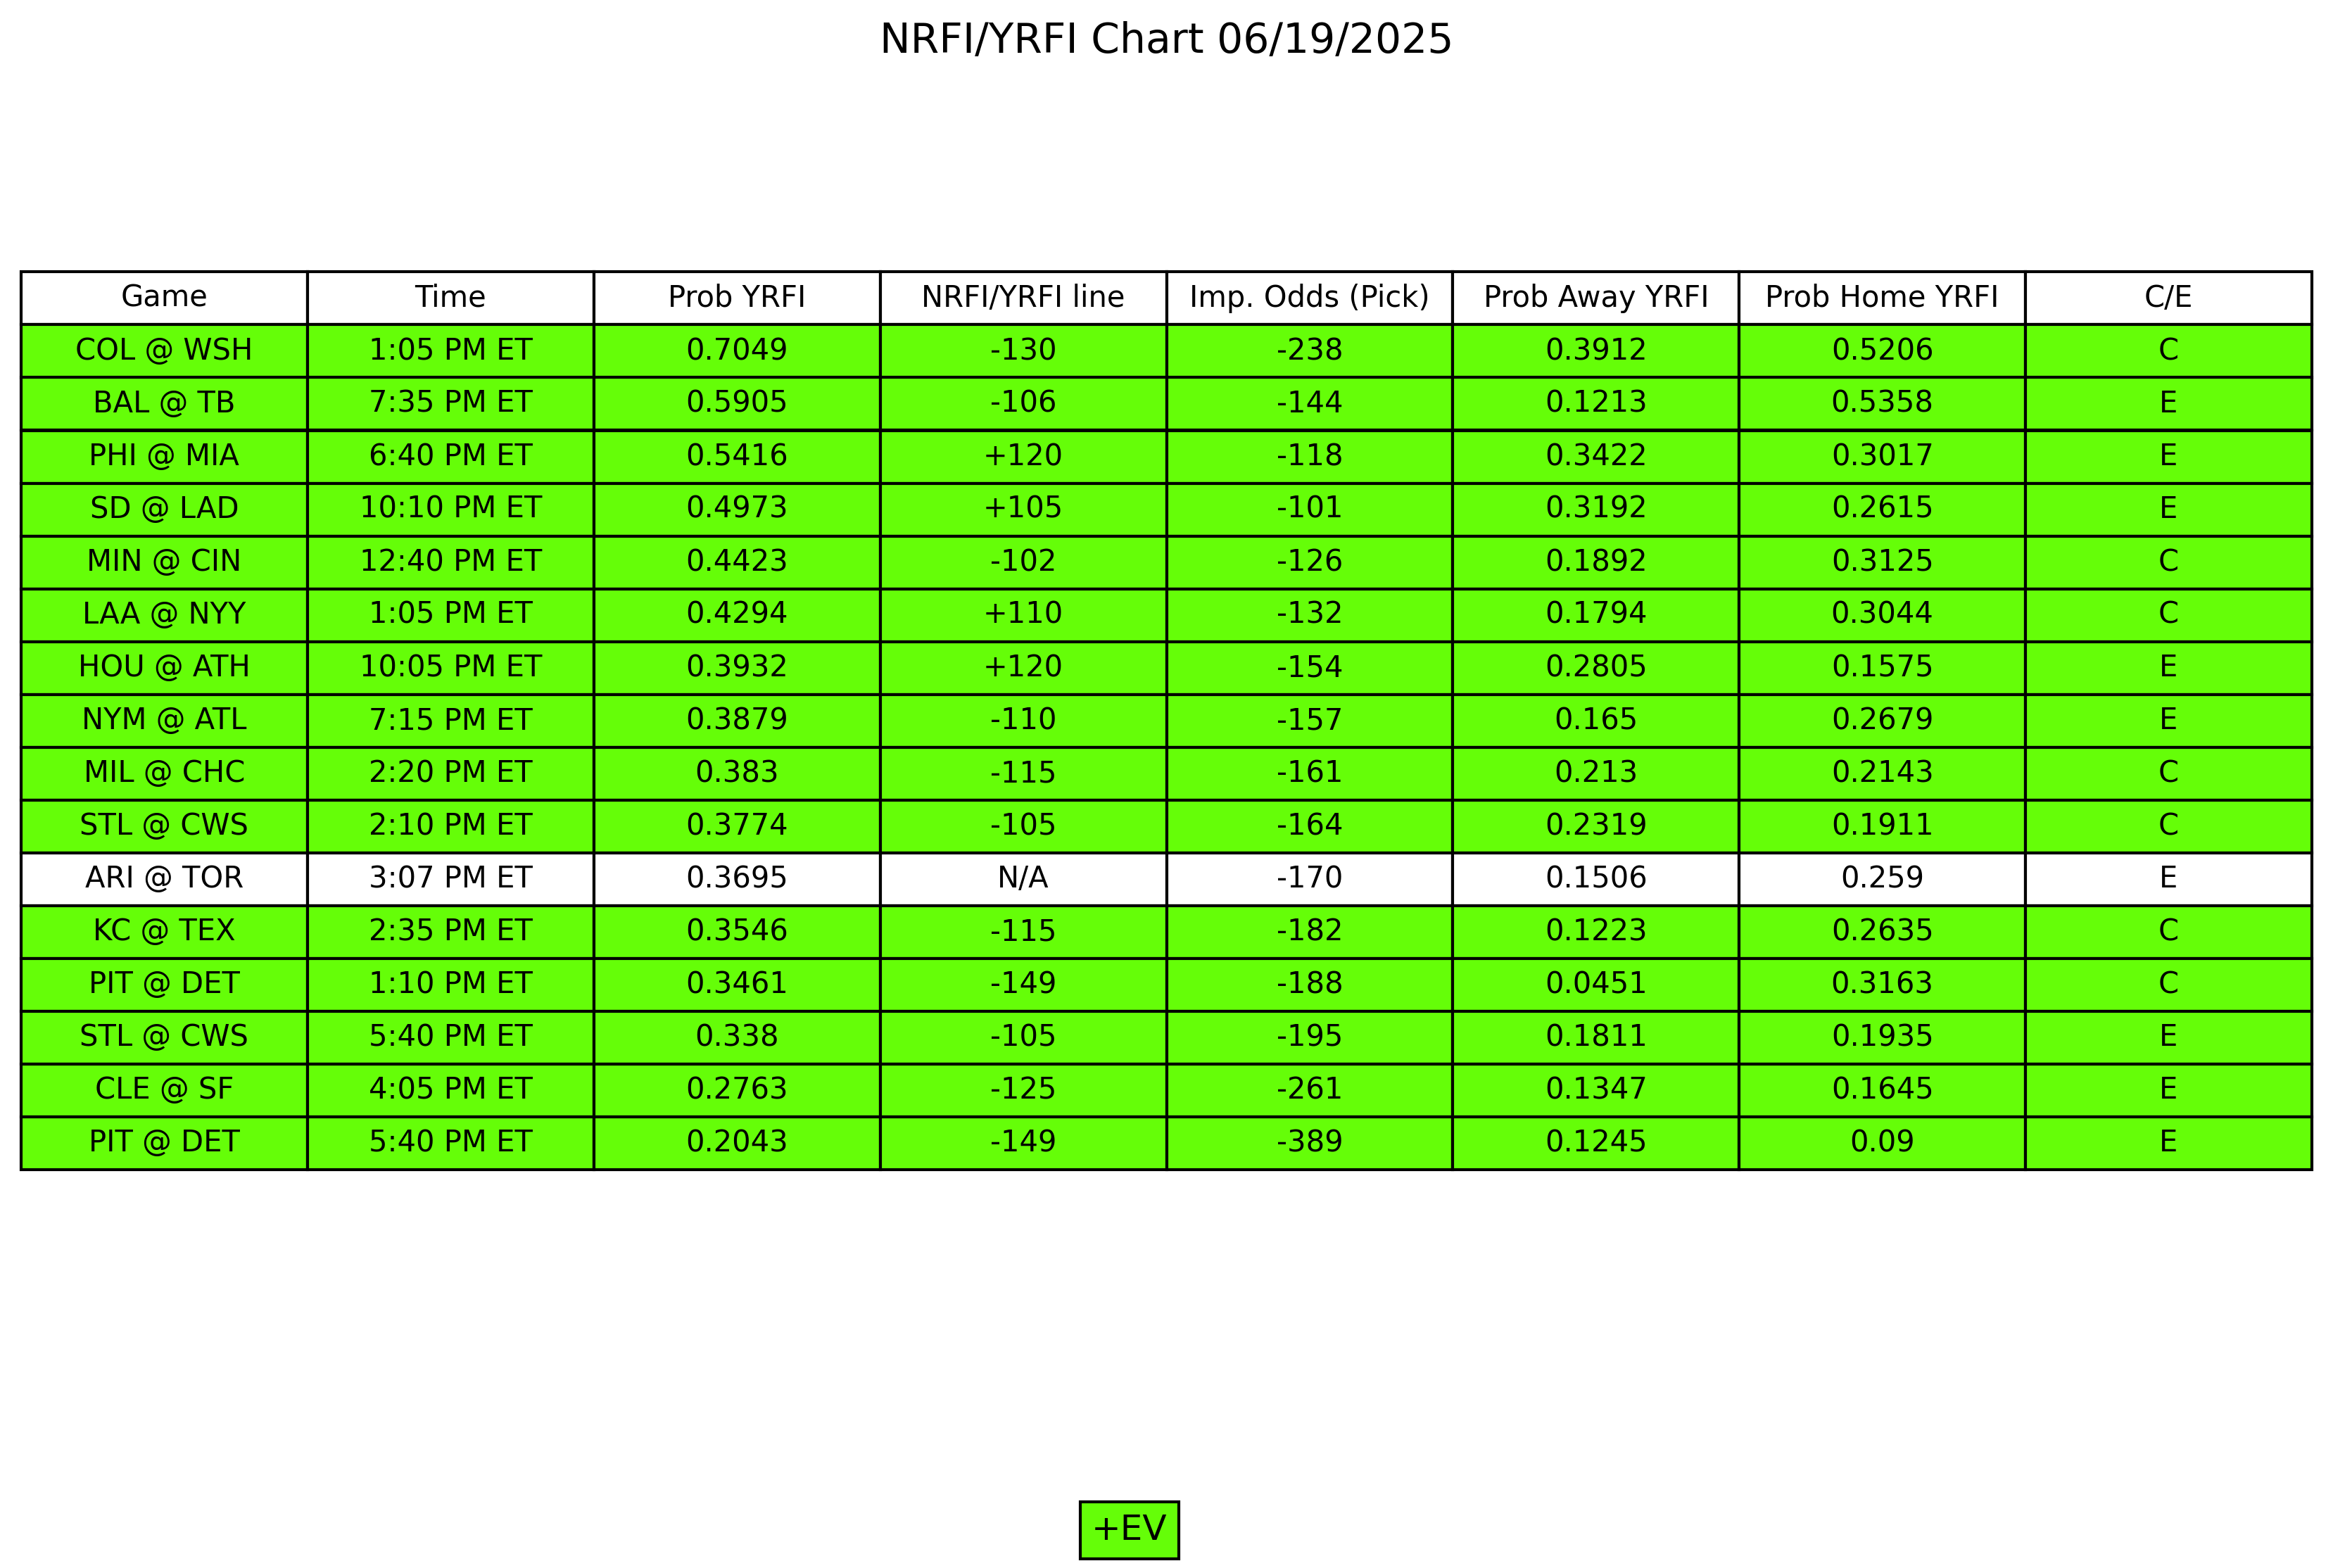 NRFI/YRFI Chart 06/19/2025
Game Time Prob YRFI NRFI/YRFI line Imp. Odds (Pick) Prob Away YRFI Prob Home YRFI C/E
COL @ WSH 1:05 PM ET 0.7049 -130 -238 0.3912 0.5206 C
BAL @ TB 7:35 PM ET 0.5905 -106 -144 0.1213 0.5358 E
PHI @ MIA 6:40 PM ET 0.5416 +120 -118 0.3422 0.3017 E
SD @ LAD 10:10 PM ET 0.4973 +105 -101 0.3192 0.2615 E
MIN @ CIN 12:40 PM ET 0.4423 -102 -126 0.1892 0.3125 C
LAA @ NYY 1:05 PM ET 0.4294 +110 -132 0.1794 0.3044 C
HOU @ ATH 10:05 PM ET 0.3932 +120 -154 0.2805 0.1575 E
NYM @ ATL 7:15 PM ET 0.3879 -110 -157 0.165 0.2679 E
MIL @ CHC 2:20 PM ET 0.383 -115 -161 0.213 0.2143 C
STL @ CWS 2:10 PM ET 0.3774 -105 -164 0.2319 0.1911 C
ARI @ TOR 3:07 PM ET 0.3695 N/A -170 0.1506 0.259 E
KC @ TEX 2:35 PM ET 0.3546 -115 -182 0.1223 0.2635 C
PIT @ DET 1:10 PM ET 0.3461 -149 -188 0.0451 0.3163 C
STL @ CWS 5:40 PM ET 0.338 -105 -195 0.1811 0.1935 E
CLE @ SF 4:05 PM ET 0.2763 -125 -261 0.1347 0.1645 E
PIT @ DET 5:40 PM ET 0.2043 -149 -389 0.1245 0.09 E
+EV